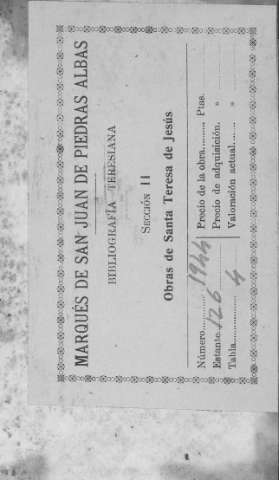 MARQUÉS DE SAN JUAN DE PIEDRAS ALBAS
BIBLIOGRAFÍA TERESIANA
SECCIÓN II
Obras de Santa Teresa de Jesús
Número........... 1944 Precio de la obra.......... Ptas.
Estante 126 Precio de adquisición. »
Tabla.............. 4 Valoración actual........ »